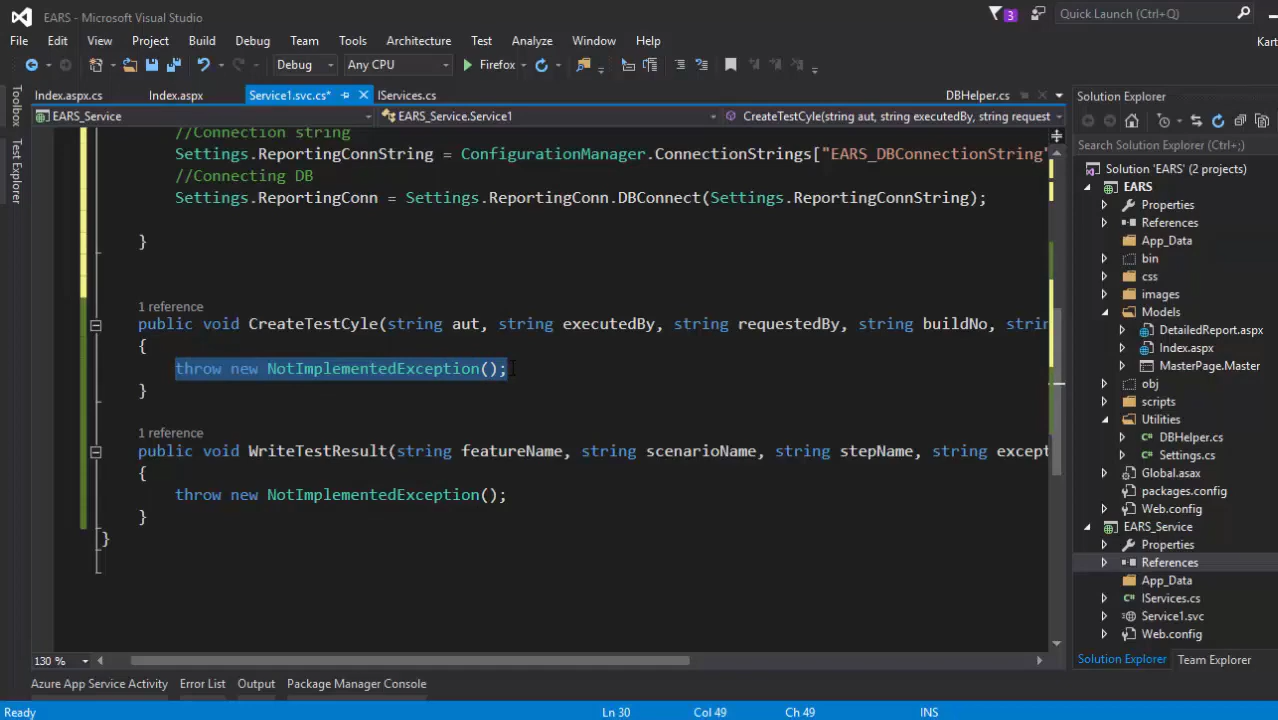 EARS - Microsoft Visual Studio
3
Quick Launch (Ctrl+Q)
File Edit View Project Build Debug Team Tools Architecture Test Analyze Window Help
Kart
Debug Any CPU Firefox
Toolbox
Test Explorer
Index.aspx.cs Index.aspx Service1.svc.cs* IServices.cs DBHelper.cs
EARS_Service EARS_Service.Service1 CreateTestCyle(string aut, string executedBy, string request
//Connection string
Settings.ReportingConnString = ConfigurationManager.ConnectionStrings["EARS_DBConnectionString"
//Connecting DB
Settings.ReportingConn = Settings.ReportingConn.DBConnect(Settings.ReportingConnString);
}
1 reference
public void CreateTestCyle(string aut, string executedBy, string requestedBy, string buildNo, strin
{
throw new NotImplementedException();
}
1 reference
public void WriteTestResult(string featureName, string scenarioName, string stepName, string except
{
throw new NotImplementedException();
}
}
130 %
Solution Explorer
Search Solution Explorer (Ctrl+;)
Solution 'EARS' (2 projects)
EARS
Properties
References
App_Data
bin
css
images
Models
DetailedReport.aspx
Index.aspx
MasterPage.Master
obj
scripts
Utilities
DBHelper.cs
Settings.cs
Global.asax
packages.config
Web.config
EARS_Service
Properties
References
App_Data
IServices.cs
Service1.svc
Web.config
Solution Explorer Team Explorer
Azure App Service Activity Error List Output Package Manager Console
Ready Ln 30 Col 49 Ch 49 INS